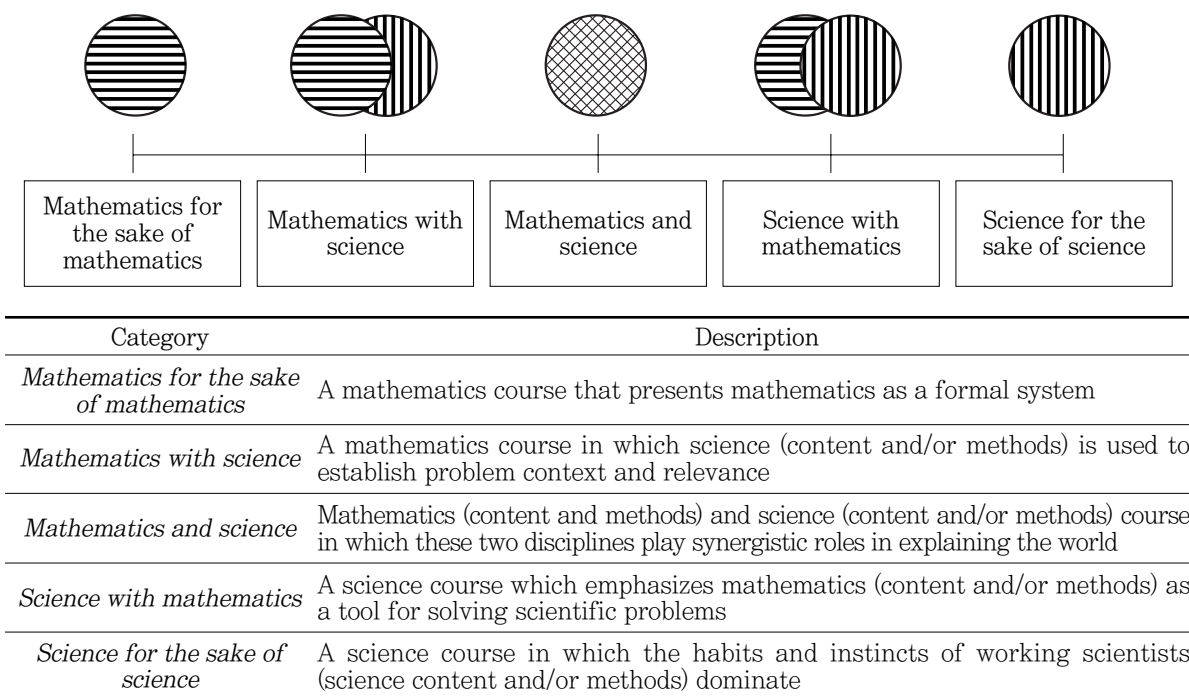 Mathematics for
the sake of
mathematics
Mathematics with
science
Mathematics and
science
Science with
mathematics
Science for the
sake of science
Category Description
Mathematics for the sake
of mathematics
A mathematics course that presents mathematics as a formal system
Mathematics with science
A mathematics course in which science (content and/or methods) is used to
establish problem context and relevance
Mathematics and science
Mathematics (content and methods) and science (content and/or methods) course
in which these two disciplines play synergistic roles in explaining the world
Science with mathematics
A science course which emphasizes mathematics (content and/or methods) as
a tool for solving scientific problems
Science for the sake of
science
A science course in which the habits and instincts of working scientists
(science content and/or methods) dominate